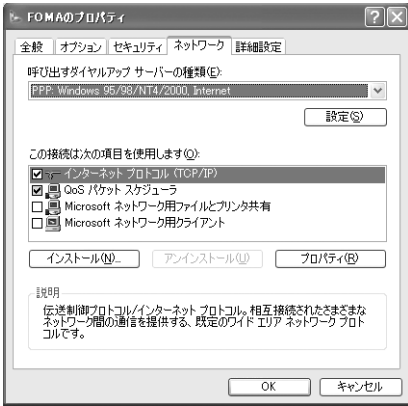 FOMAのプロパティ
全般 オプション セキュリティ ネットワーク 詳細設定
呼び出すダイヤルアップ サーバーの種類(E):
PPP: Windows 95/98/NT4/2000, Internet
設定(S)
この接続は次の項目を使用します(O):
インターネット プロトコル (TCP/IP)
QoS パケット スケジューラ
Microsoft ネットワーク用ファイルとプリンタ共有
Microsoft ネットワーク用クライアント
インストール(N)... アンインストール(U) プロパティ(R)
説明
伝送制御プロトコル/インターネット プロトコル。相互接続されたさまざまな
ネットワーク間の通信を提供する、既定のワイド エリア ネットワーク プロト
コルです。
OK キャンセル